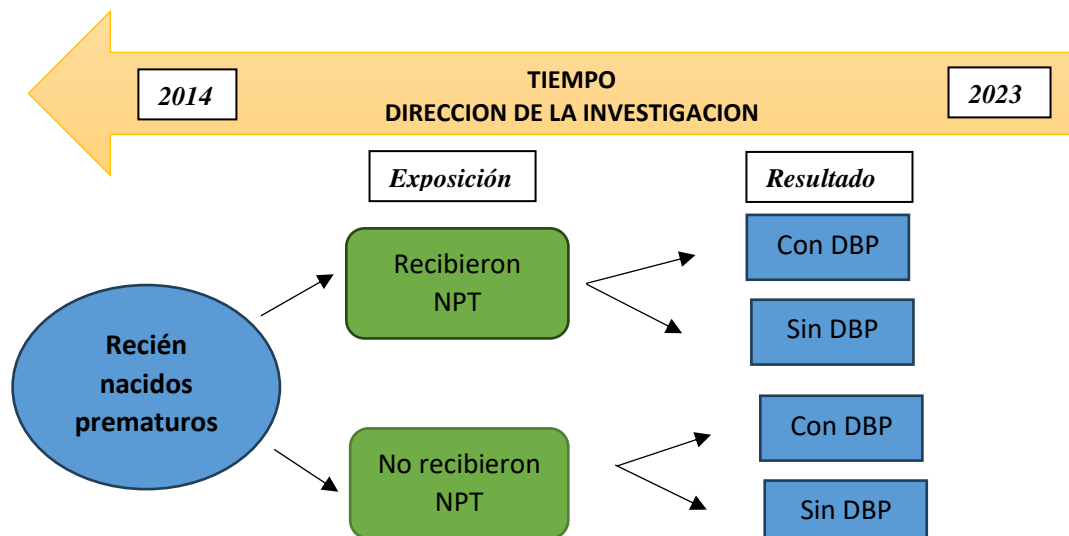 2014
TIEMPO
DIRECCION DE LA INVESTIGACION
2023
Exposición
Resultado
Recibieron
NPT
Con DBP
Sin DBP
Recién
nacidos
prematuros
No recibieron
NPT
Con DBP
Sin DBP